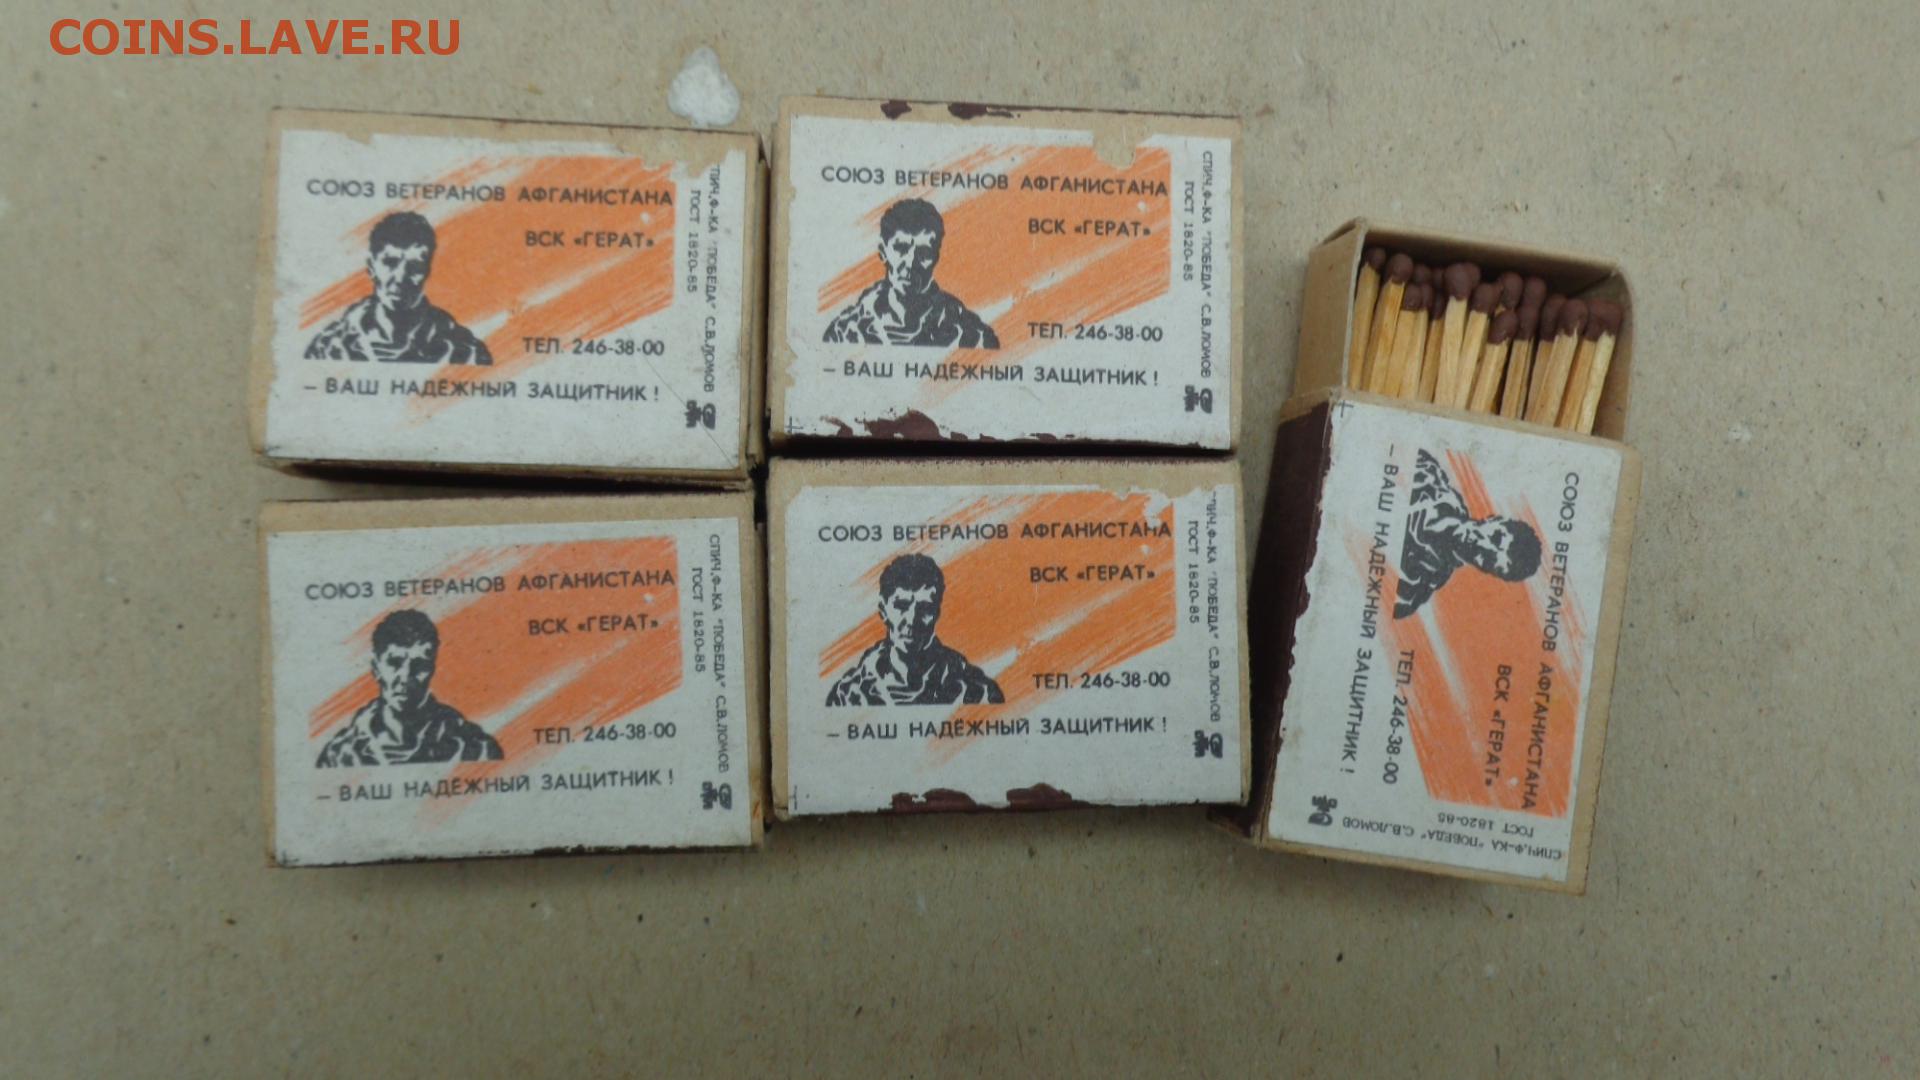 COINS.LAVE.RU
СОЮЗ ВЕТЕРАНОВ АФГАНИСТАНА
ВСК «ГЕРАТ»
ТЕЛ. 246-38-00
– ВАШ НАДЁЖНЫЙ ЗАЩИТНИК !
ПИЧ.Ф-КА "ПОБЕДА" С.В.ЛОМОВ
ГОСТ 1820-85
СОЮЗ ВЕТЕРАНОВ АФГАНИСТАНА
ВСК «ГЕРАТ»
ТЕЛ. 246-38-00
– ВАШ НАДЁЖНЫЙ ЗАЩИТНИК !
СПИЧ.Ф-КА "ПОБЕДА" С.В.ЛОМОВ
ГОСТ 1820-85
СОЮЗ ВЕТЕРАНОВ АФГАНИСТАНА
ВСК «ГЕРАТ»
ТЕЛ. 246-38-00
– ВАШ НАДЁЖНЫЙ ЗАЩИТНИК !
СПИЧ.Ф-КА "ПОБЕДА" С.В.ЛОМОВ
ГОСТ 1820-85
СОЮЗ ВЕТЕРАНОВ АФГАНИСТАНА
ВСК «ГЕРАТ»
ТЕЛ. 246-38-00
– ВАШ НАДЁЖНЫЙ ЗАЩИТНИК !
ПИЧ.Ф-КА "ПОБЕДА" С.В.ЛОМОВ
ГОСТ 1820-85
СОЮЗ ВЕТЕРАНОВ АФГАНИСТАНА
ВСК «ГЕРАТ»
ТЕЛ. 246-38-00
– ВАШ НАДЁЖНЫЙ ЗАЩИТНИК !
СПИЧ.Ф-КА "ПОБЕДА" С.В.ЛОМОВ
ГОСТ 1820-85